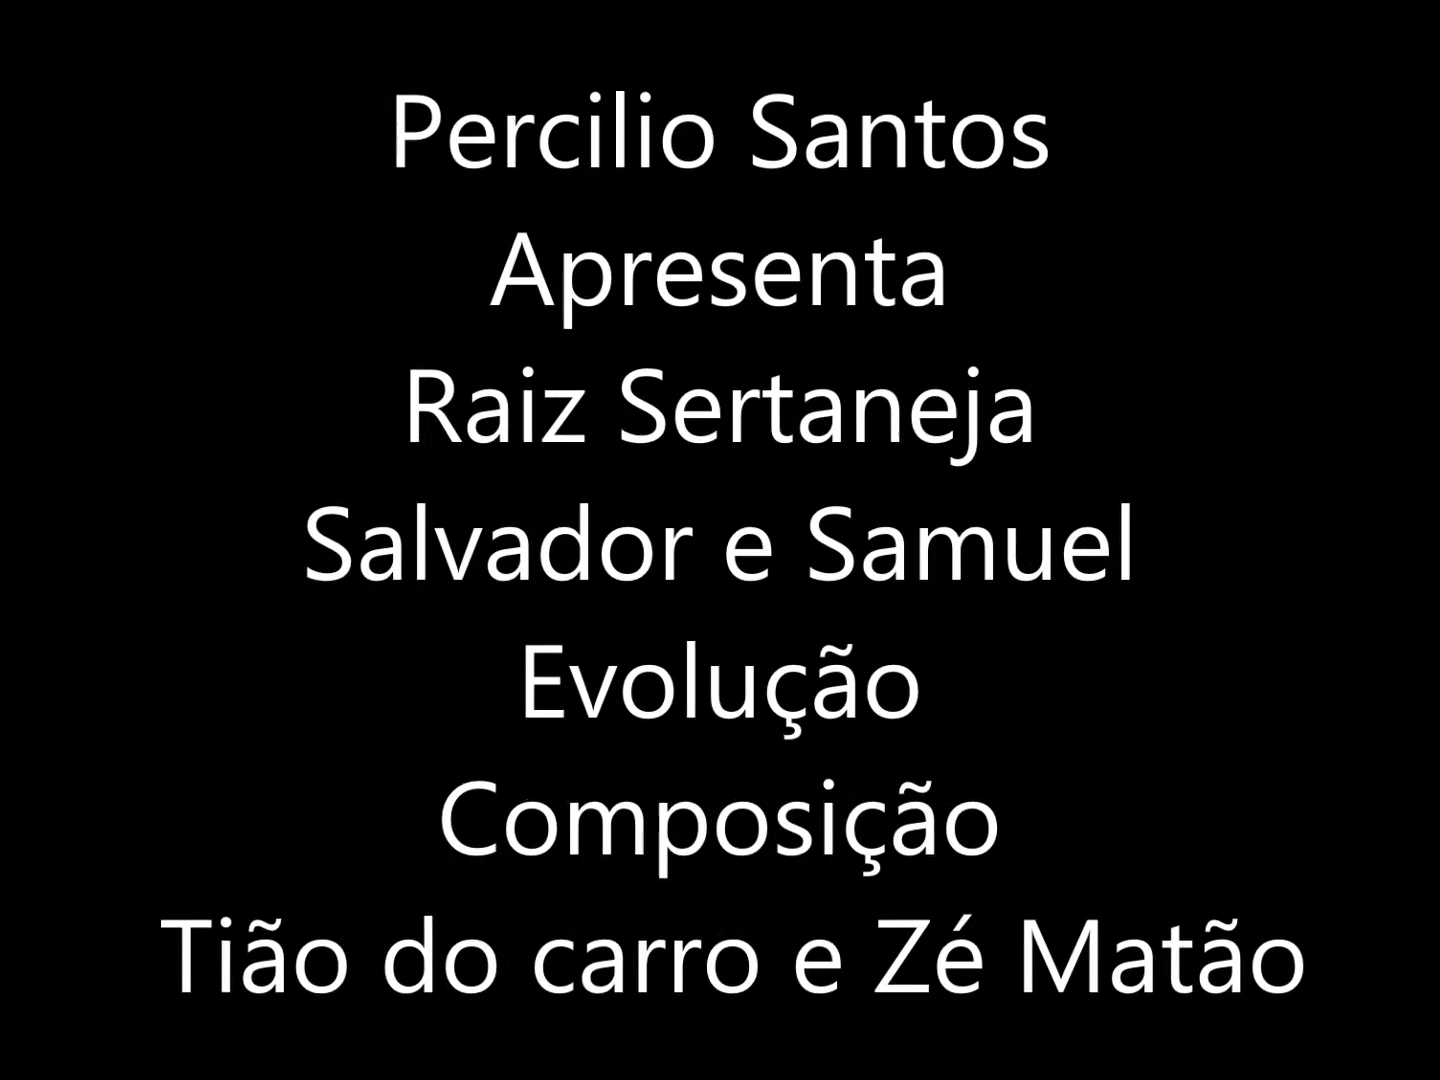 Percilio Santos
Apresenta
Raiz Sertaneja
Salvador e Samuel
Evolução
Composição
Tião do carro e Zé Matão